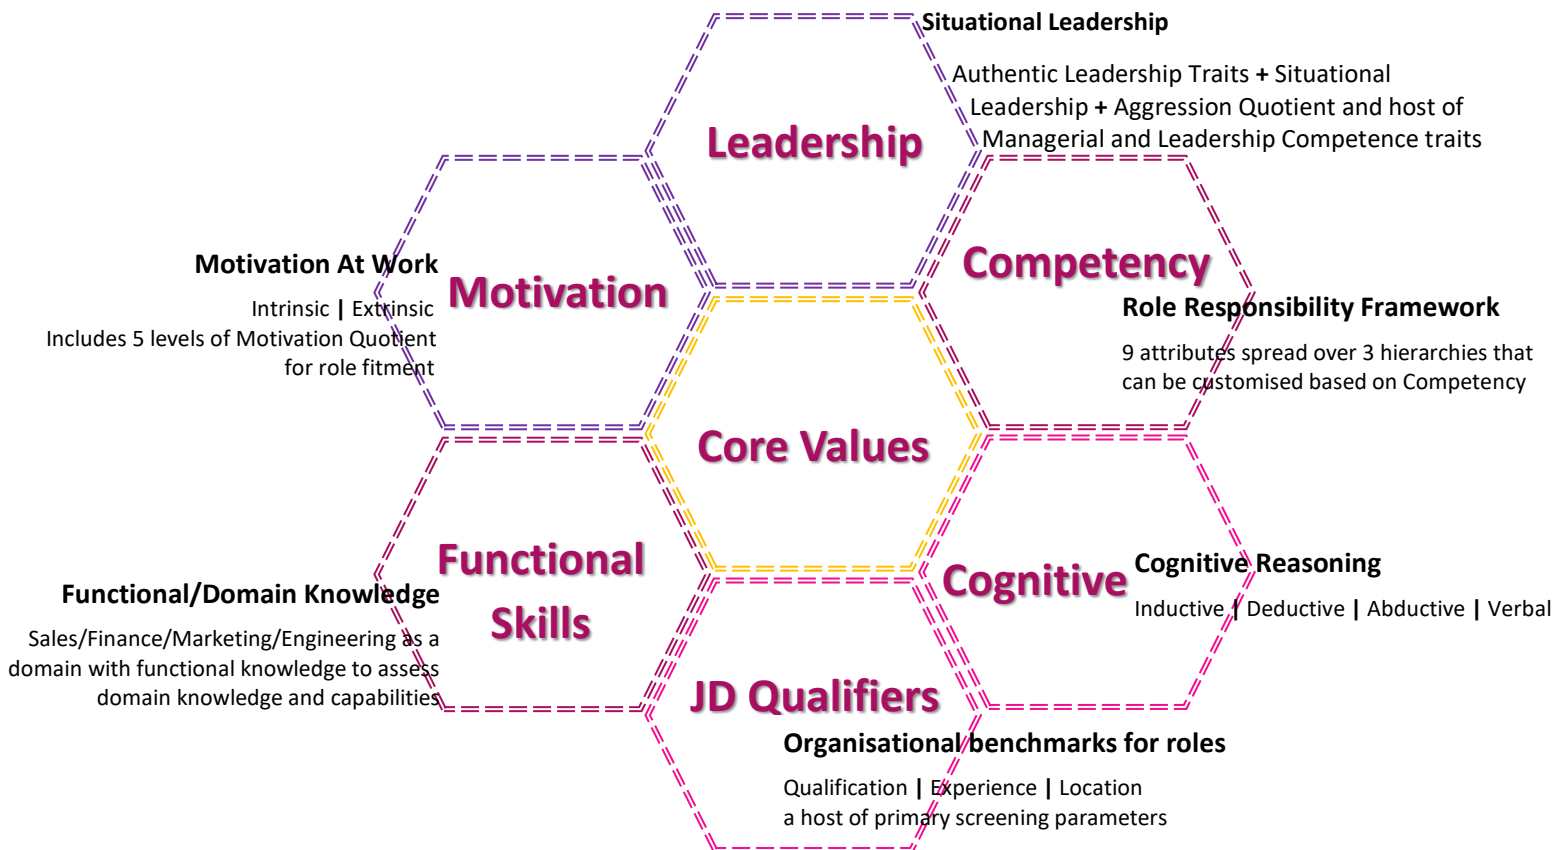 Situational Leadership
Authentic Leadership Traits + Situational
Leadership + Aggression Quotient and host of
Managerial and Leadership Competence traits
Leadership
Motivation At Work
Intrinsic | Extrinsic
Includes 5 levels of Motivation Quotient
for role fitment
Motivation
Competency
Role Responsibility Framework
9 attributes spread over 3 hierarchies that
can be customised based on Competency
Core Values
Functional/Domain Knowledge
Sales/Finance/Marketing/Engineering as a
domain with functional knowledge to assess
domain knowledge and capabilities
Functional
Skills
Cognitive
Cognitive Reasoning
Inductive | Deductive | Abductive | Verbal
JD Qualifiers
Organisational benchmarks for roles
Qualification | Experience | Location
a host of primary screening parameters